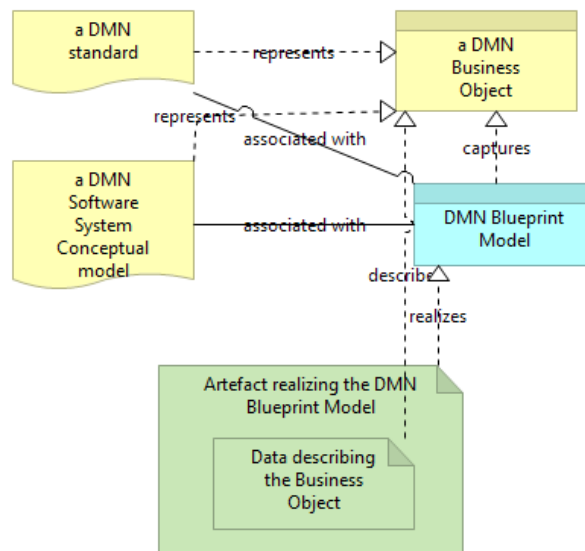 a DMN
standard
represents
a DMN
Business
Object
represents
associated with
captures
a DMN
Software
System
Conceptual
model
associated with
DMN Blueprint
Model
describe
realizes
Artefact realizing the DMN
Blueprint Model
Data describing
the Business
Object